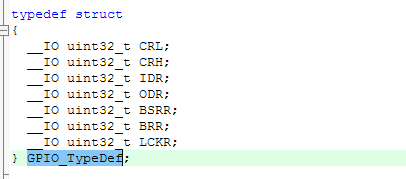 typedef struct
{
__IO uint32_t CRL;
__IO uint32_t CRH;
__IO uint32_t IDR;
__IO uint32_t ODR;
__IO uint32_t BSRR;
__IO uint32_t BRR;
__IO uint32_t LCKR;
} GPIO_TypeDef;